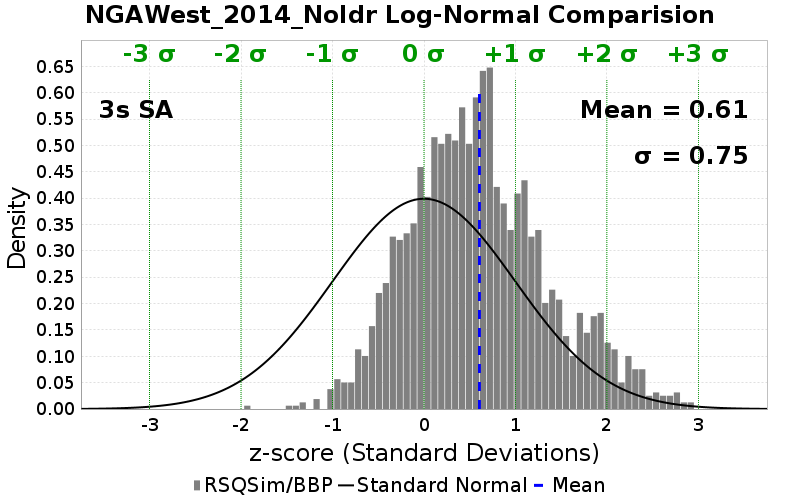 NGAWest_2014_NoIdr Log-Normal Comparision
-3 σ -2 σ -1 σ 0 σ +1 σ +2 σ +3 σ
3s SA
Mean = 0.61
σ = 0.75
Density
0.65
0.60
0.55
0.50
0.45
0.40
0.35
0.30
0.25
0.20
0.15
0.10
0.05
0.00
-3 -2 -1 0 1 2 3
z-score (Standard Deviations)
RSQSim/BBP Standard Normal Mean